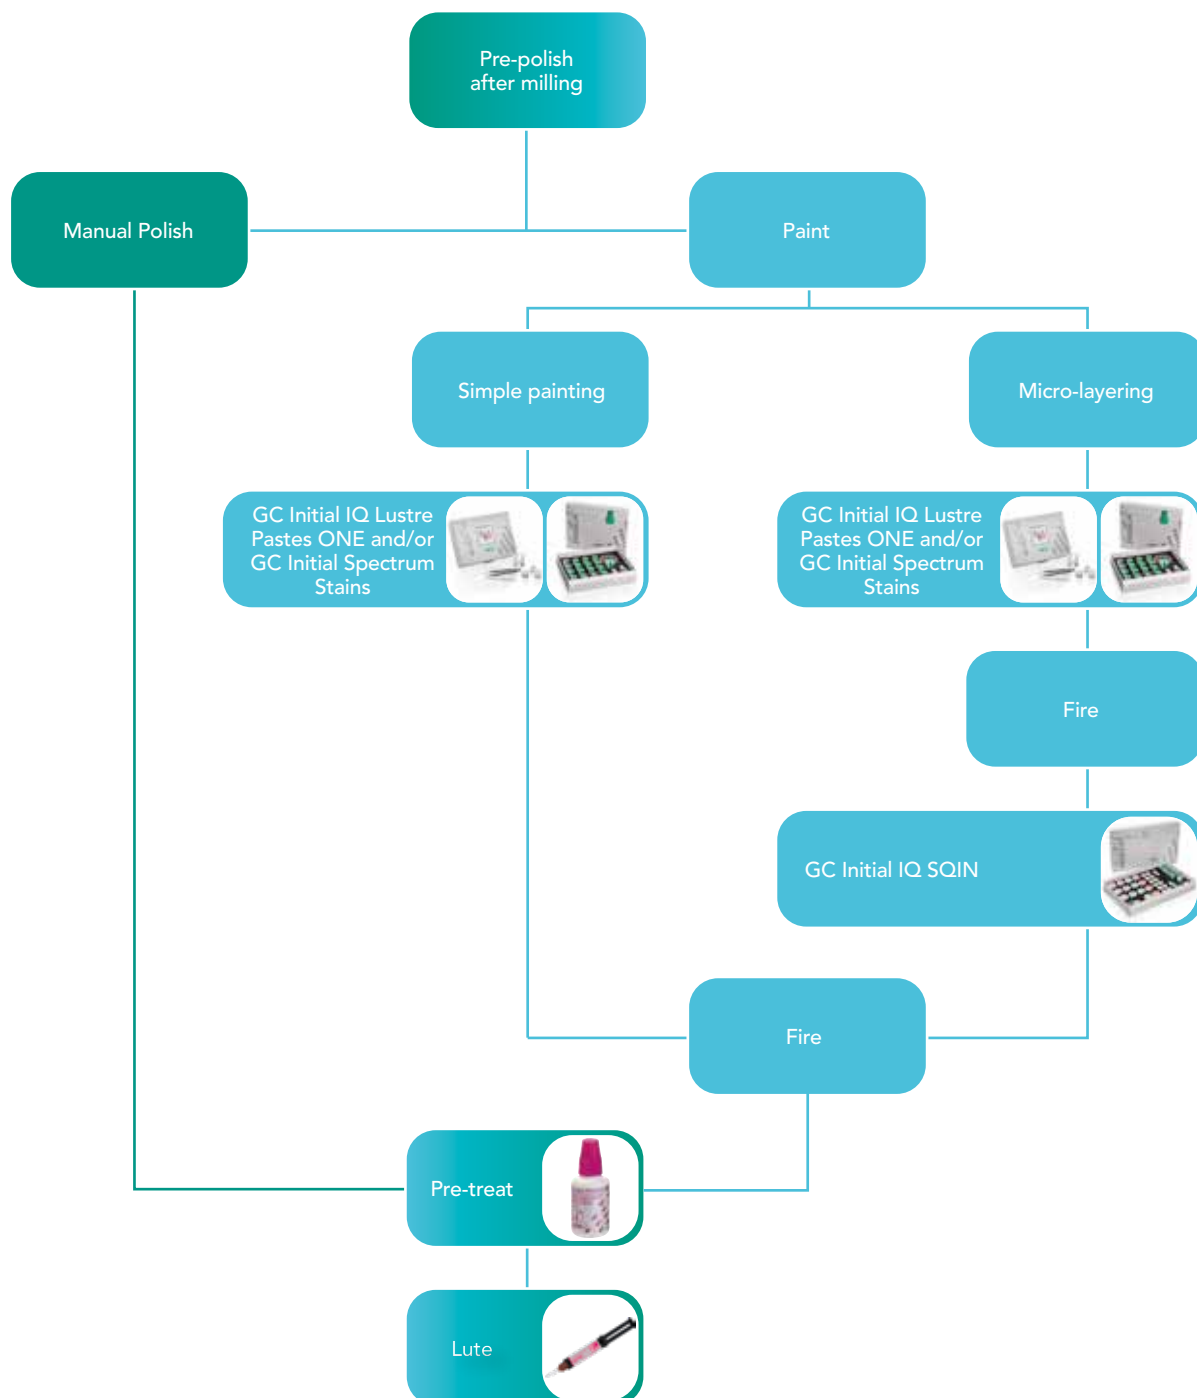 Pre-polish
after milling
Manual Polish
Paint
Simple painting
Micro-layering
GC Initial IQ Lustre
Pastes ONE and/or
GC Initial Spectrum
Stains
GC Initial IQ Lustre
Pastes ONE and/or
GC Initial Spectrum
Stains
Fire
GC Initial IQ SQIN
Fire
Pre-treat
Lute